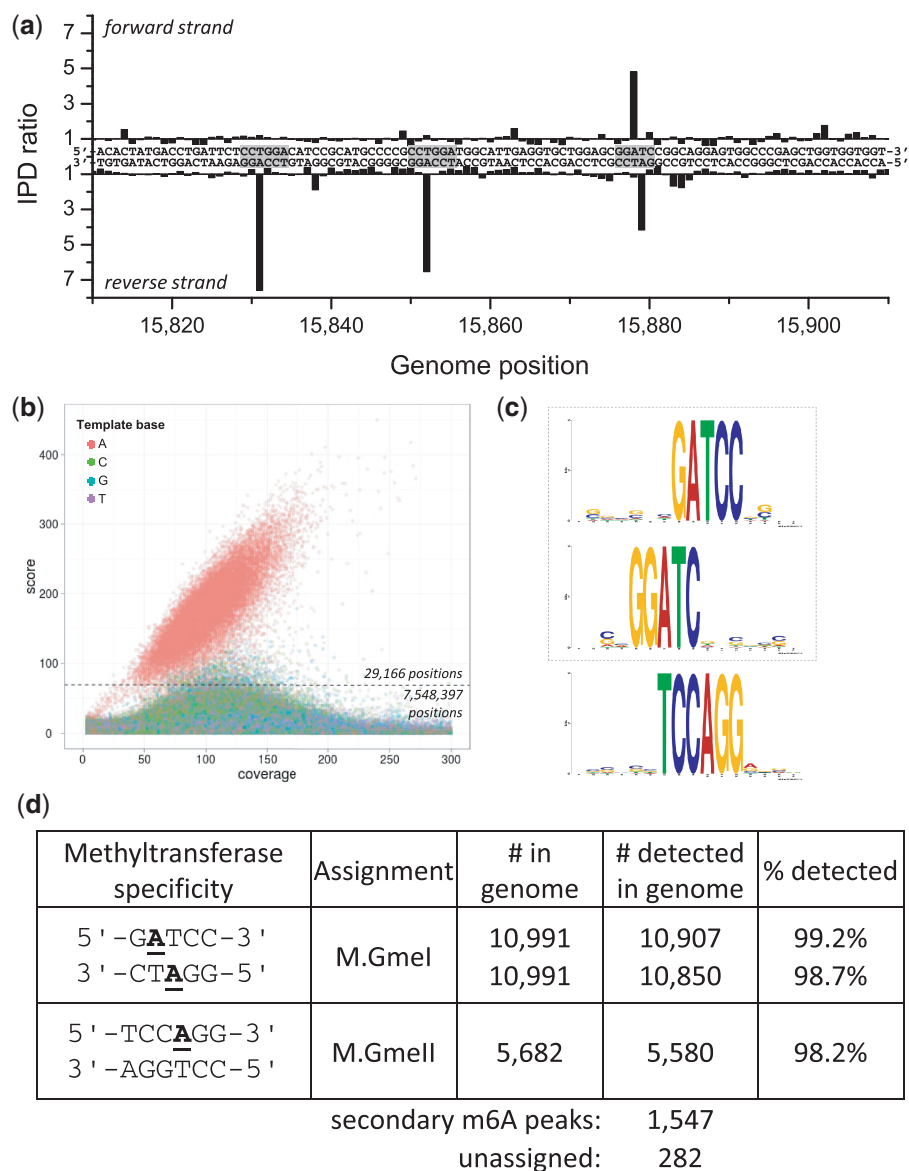 (a)
forward strand
7
5
3
1
5'-ACACTATGACCTGATTCTCCTGGACATCCGCATGCCCCGCCTGGATGGCATTGAGGTGCTGGAGCGGATCCGGCAGGAGTGGCCCGAGCTGGTGGTGGT-3'
3'-TGTGATACTGGACTAAGAGGACCTGTAGGCGTACGGGGCGGACCTACCGTAACTCCACGACCTCGCCTAGGCCGTCCTCACCGGGCTCGACCACCACCA-5'
1
3
5
7
reverse strand
IPD ratio
15,820 15,840 15,860 15,880 15,900
Genome position
(b)
Template base
A
C
G
T
400
300
200
100
0
score
29,166 positions
7,548,397
positions
0 50 100 150 200 250 300
coverage
(c)
GATCC
GGATC
TCCAGG
(d)
Methyltransferase specificity Assignment # in genome # detected in genome % detected
5'-GATCC-3' 10,991 10,907 99.2%
M.GmeI
3'-CTAGG-5' 10,991 10,850 98.7%
5'-TCCAGG-3'
M.GmeII 5,682 5,580 98.2%
3'-AGGTCC-5'
secondary m6A peaks: 1,547
unassigned: 282